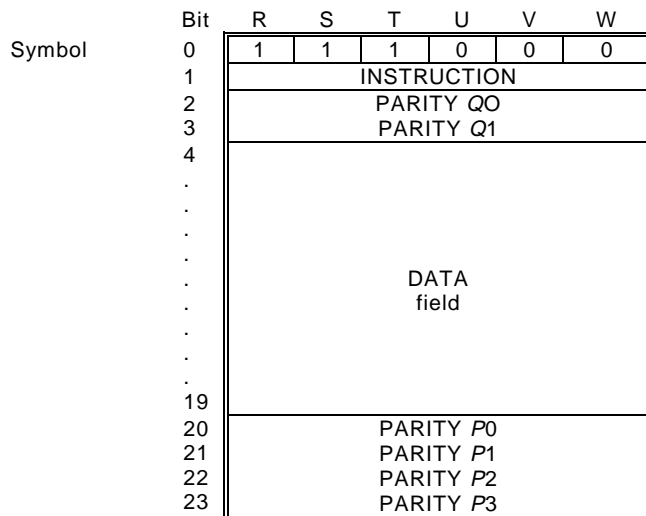 Bit R S T U V W
Symbol 0 1 1 1 0 0 0
1 INSTRUCTION
2 PARITY QO
3 PARITY Q1
4
.
.
.
.
. DATA
. field
.
.
.
19
20 PARITY P0
21 PARITY P1
22 PARITY P2
23 PARITY P3